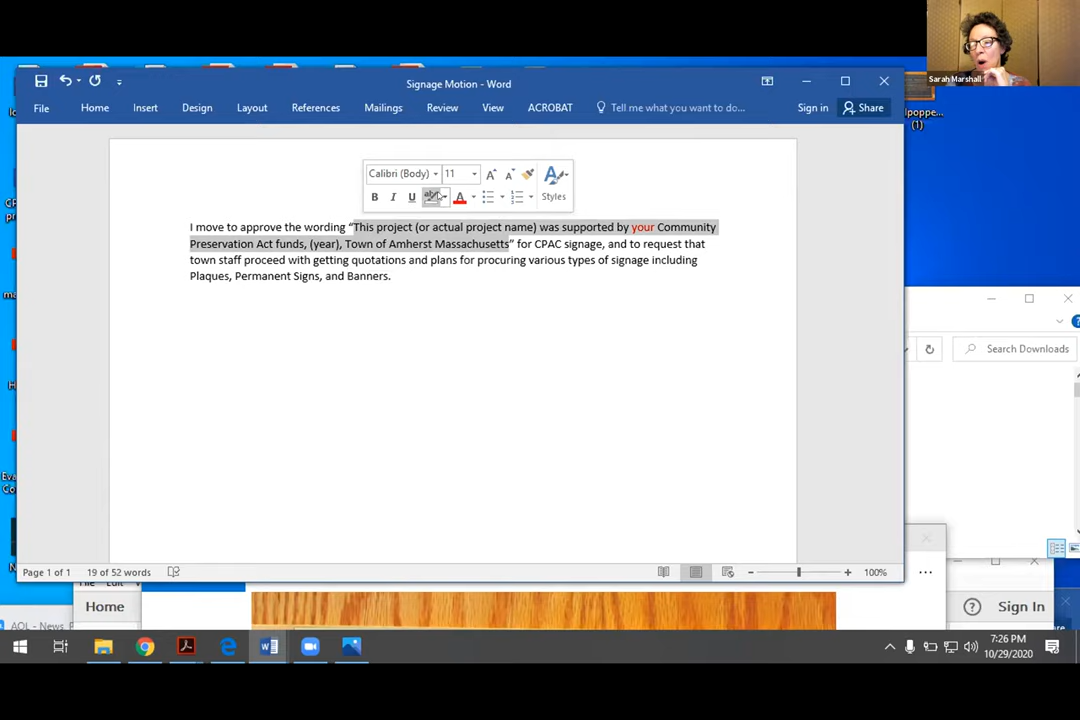 Sarah Marshall
Signage Motion - Word
File Home Insert Design Layout References Mailings Review View ACROBAT Tell me what you want to do... Sign in Share
lpoppe...
(1)
Calibri (Body) 11
B I U A Styles
I move to approve the wording “This project (or actual project name) was supported by your Community
Preservation Act funds, (year), Town of Amherst Massachusetts” for CPAC signage, and to request that
town staff proceed with getting quotations and plans for procuring various types of signage including
Plaques, Permanent Signs, and Banners.
Search Downloads
Page 1 of 1 19 of 52 words 100%
Home Sign In
AOL - News,
7:26 PM
10/29/2020